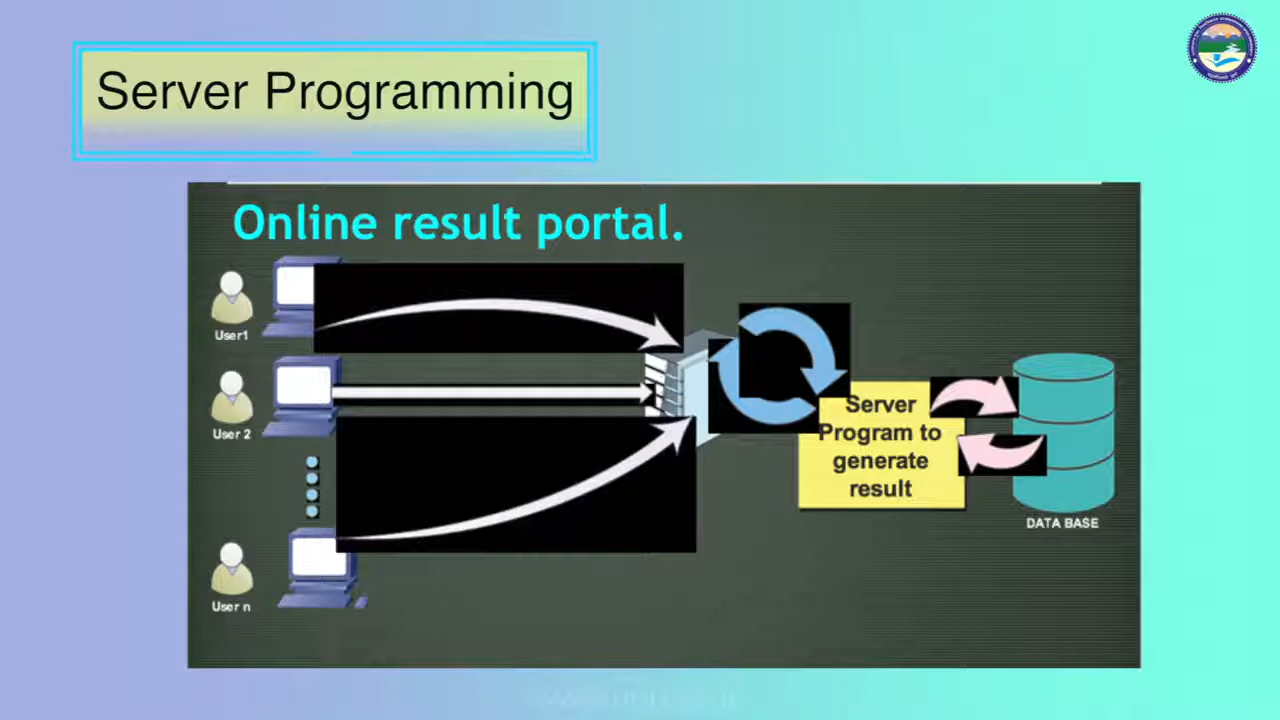 Server Programming
Online result portal.
User1
User 2
User n
Server
Program to
generate
result
DATA BASE